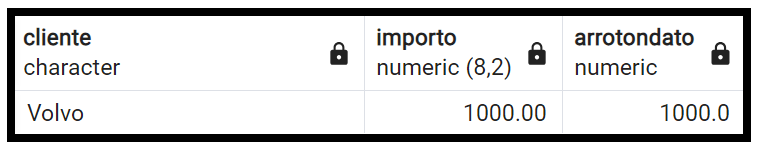 cliente importo arrotondato
character numeric (8,2) numeric
Volvo 1000.00 1000.0